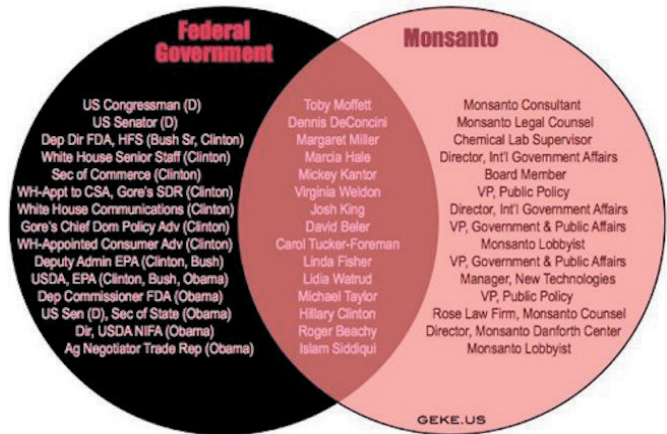 Federal
Government
Monsanto
US Congressman (D) Toby Moffett Monsanto Consultant
US Senator (D) Dennis DeConcini Monsanto Legal Counsel
Dep Dir FDA, HFS (Bush Sr, Clinton) Margaret Miller Chemical Lab Supervisor
White House Senior Staff (Clinton) Marcia Hale Director, Int'l Government Affairs
Sec of Commerce (Clinton) Mickey Kantor Board Member
WH-Appt to CSA, Gore's SDR (Clinton) Virginia Weldon VP, Public Policy
White House Communications (Clinton) Josh King Director, Int'l Government Affairs
Gore's Chief Dom Policy Adv (Clinton) David Beler VP, Government & Public Affairs
WH-Appointed Consumer Adv (Clinton) Carol Tucker-Foreman Monsanto Lobbyist
Deputy Admin EPA (Clinton, Bush) Linda Fisher VP, Government & Public Affairs
USDA, EPA (Clinton, Bush, Obama) Lidia Watrud Manager, New Technologies
Dep Commissioner FDA (Obama) Michael Taylor VP, Public Policy
US Sen (D), Sec of State (Obama) Hillary Clinton Rose Law Firm, Monsanto Counsel
Dir, USDA NIFA (Obama) Roger Beachy Director, Monsanto Danforth Center
Ag Negotiator Trade Rep (Obama) Islam Siddiqui Monsanto Lobbyist
GEKE.US